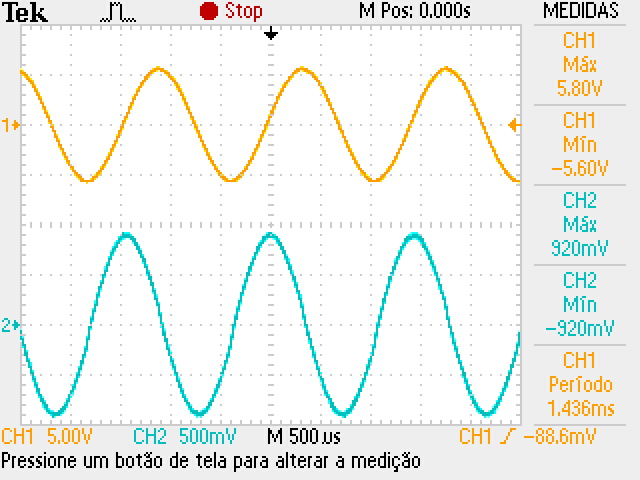 Tek Stop M Pos: 0.000s MEDIDAS
CH1
Máx
5.80V
CH1
Mín
−5.60V
CH2
Máx
920mV
CH2
Mín
−920mV
CH1
Período
1.436ms
1
2
CH1 5.00V CH2 500mV M 500µs CH1 −88.6mV
Pressione um botão de tela para alterar a medição